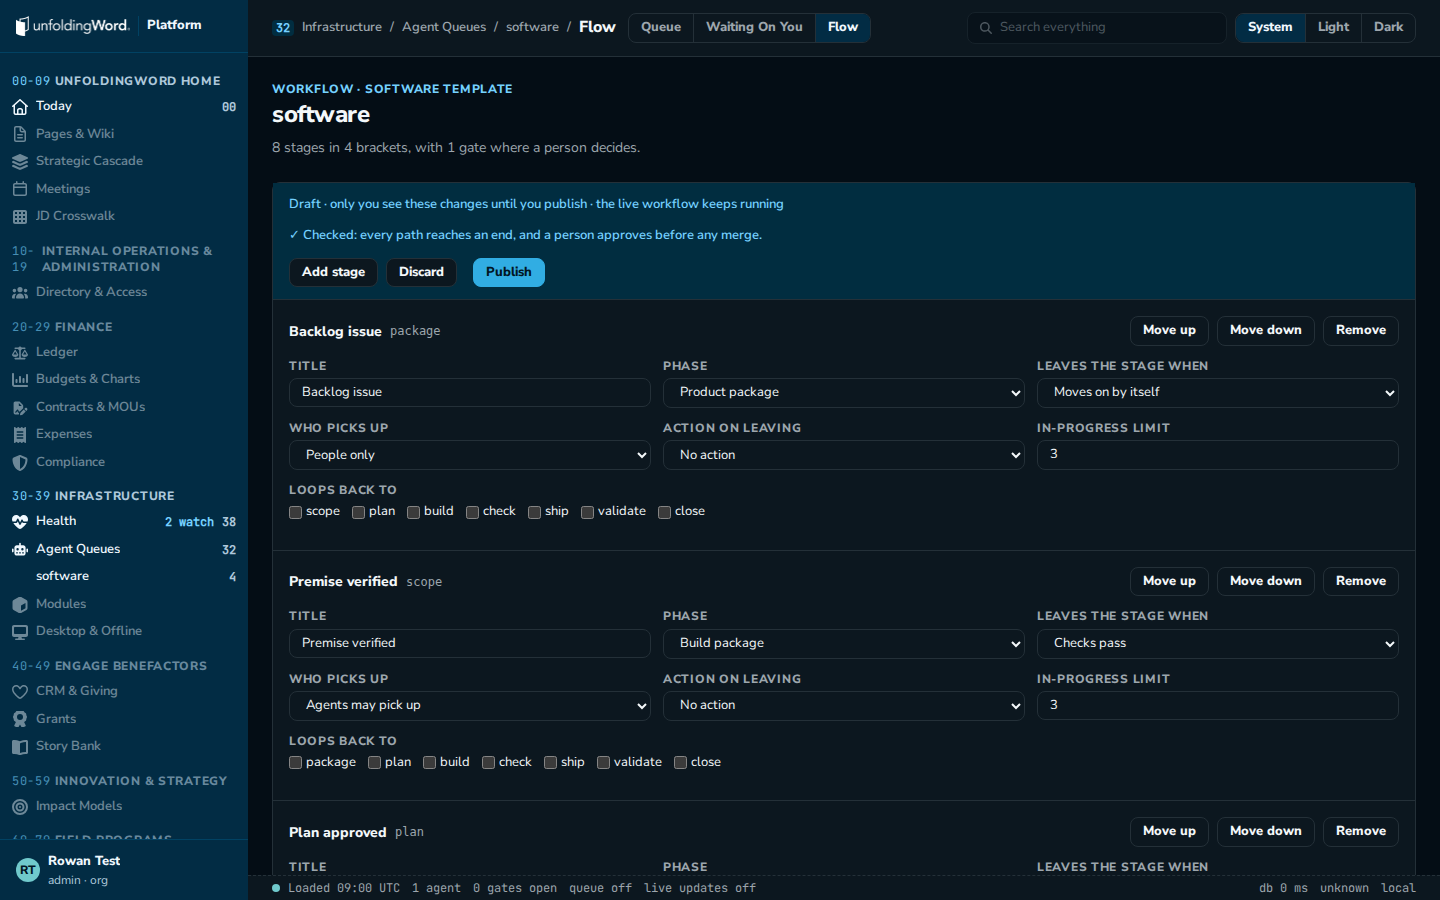 unfoldingWord Platform
00-09 UNFOLDINGWORD HOME
Today 00
Pages & Wiki
Strategic Cascade
Meetings
JD Crosswalk
10-19 INTERNAL OPERATIONS & ADMINISTRATION
Directory & Access
20-29 FINANCE
Ledger
Budgets & Charts
Contracts & MOUs
Expenses
Compliance
30-39 INFRASTRUCTURE
Health 2 watch 38
Agent Queues 32
software 4
Modules
Desktop & Offline
40-49 ENGAGE BENEFACTORS
CRM & Giving
Grants
Story Bank
50-59 INNOVATION & STRATEGY
Impact Models
60-70 FIELD PROGRAMS
RT Rowan Test
admin · org
32 Infrastructure / Agent Queues / software / Flow Queue Waiting On You Flow Search everything System Light Dark
WORKFLOW · SOFTWARE TEMPLATE
software
8 stages in 4 brackets, with 1 gate where a person decides.
Draft · only you see these changes until you publish · the live workflow keeps running
✓ Checked: every path reaches an end, and a person approves before any merge.
Add stage Discard Publish
Backlog issue package Move up Move down Remove
TITLE PHASE LEAVES THE STAGE WHEN
Backlog issue Product package Moves on by itself
WHO PICKS UP ACTION ON LEAVING IN-PROGRESS LIMIT
People only No action 3
LOOPS BACK TO
scope plan build check ship validate close
Premise verified scope Move up Move down Remove
TITLE PHASE LEAVES THE STAGE WHEN
Premise verified Build package Checks pass
WHO PICKS UP ACTION ON LEAVING IN-PROGRESS LIMIT
Agents may pick up No action 3
LOOPS BACK TO
package plan build check ship validate close
Plan approved plan Move up Move down Remove
TITLE PHASE LEAVES THE STAGE WHEN
Loaded 09:00 UTC 1 agent 0 gates open queue off live updates off db 0 ms unknown local